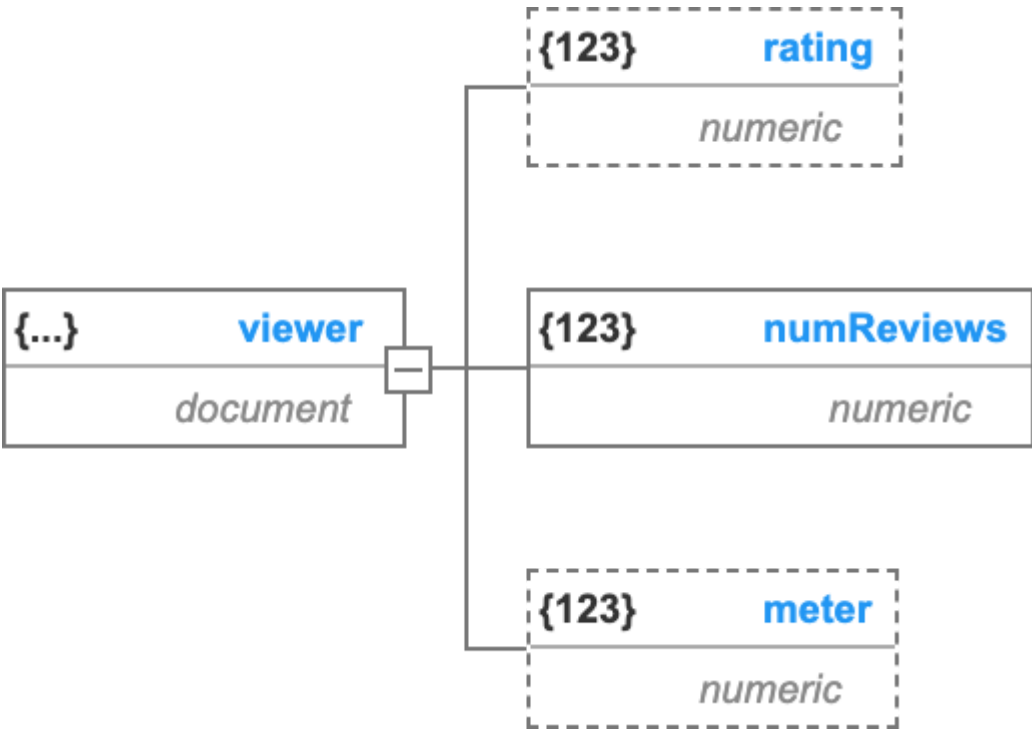 {123} rating
numeric
{...} viewer
document
{123} numReviews
numeric
{123} meter
numeric